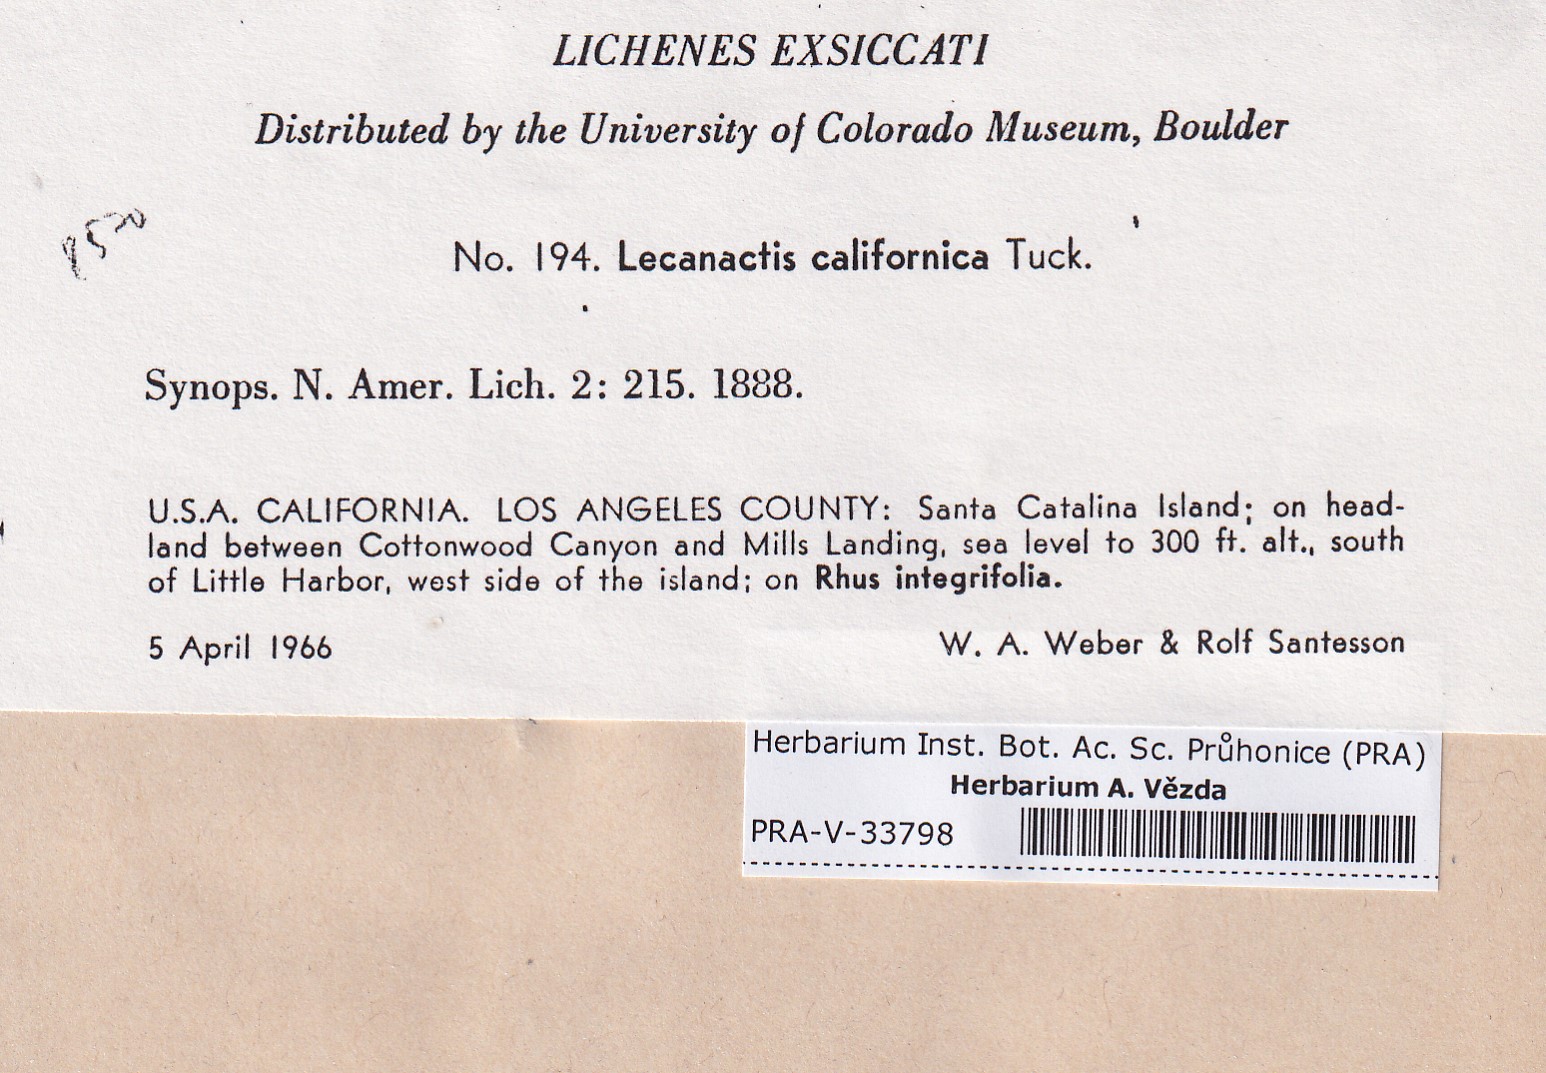 LICHENES EXSICCATI
Distributed by the University of Colorado Museum, Boulder
No. 194. Lecanactis californica Tuck.
Synops. N. Amer. Lich. 2: 215. 1888.
U.S.A. CALIFORNIA. LOS ANGELES COUNTY: Santa Catalina Island; on head-
land between Cottonwood Canyon and Mills Landing, sea level to 300 ft. alt., south
of Little Harbor, west side of the island; on Rhus integrifolia.
5 April 1966 W. A. Weber & Rolf Santesson
Herbarium Inst. Bot. Ac. Sc. Průhonice (PRA)
Herbarium A. Vězda
PRA-V-33798